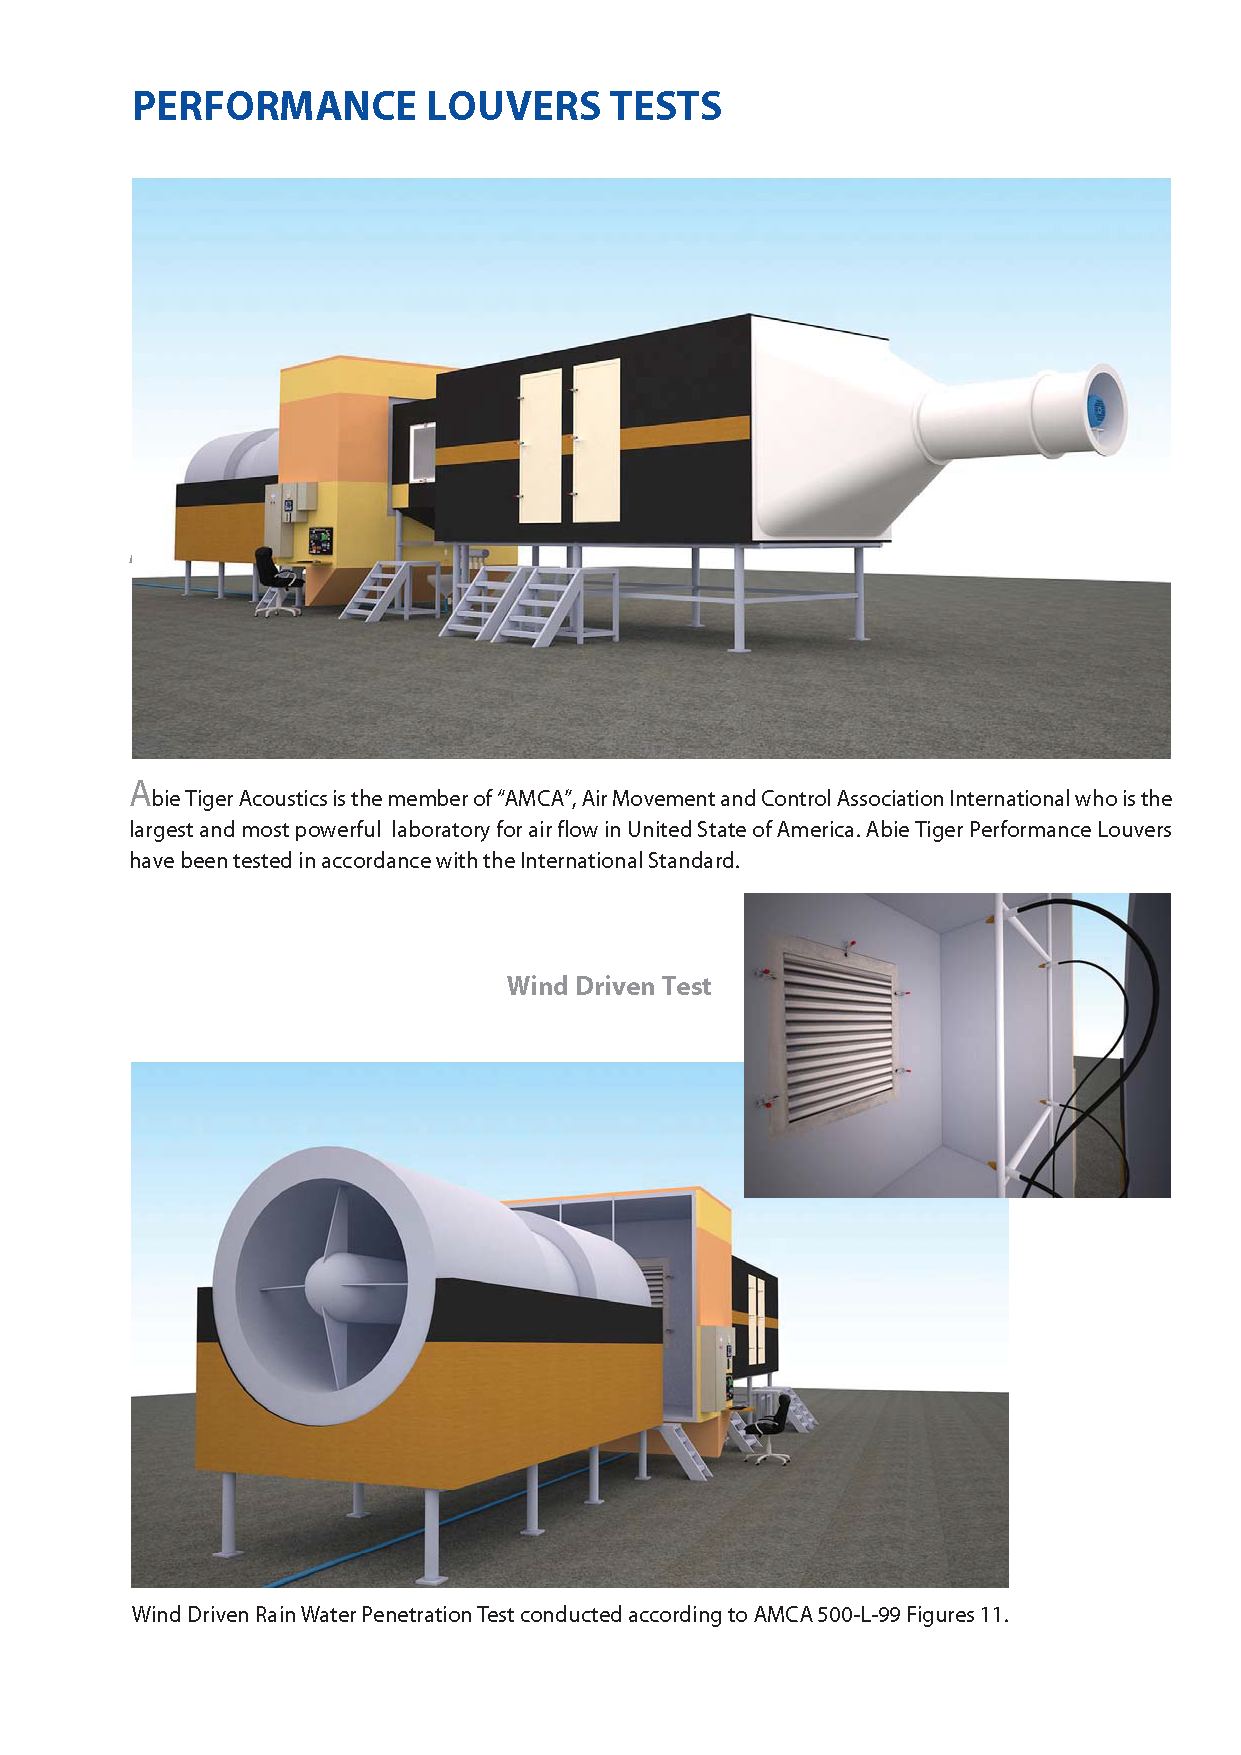 PERFORMANCE LOUVERS TESTS
Abie Tiger Acoustics is the member of “AMCA”, Air Movement and Control Association International who is the
largest and most powerful laboratory for air flow in United State of America. Abie Tiger Performance Louvers
have been tested in accordance with the International Standard.
Wind Driven Test
Wind Driven Rain Water Penetration Test conducted according to AMCA 500-L-99 Figures 11.